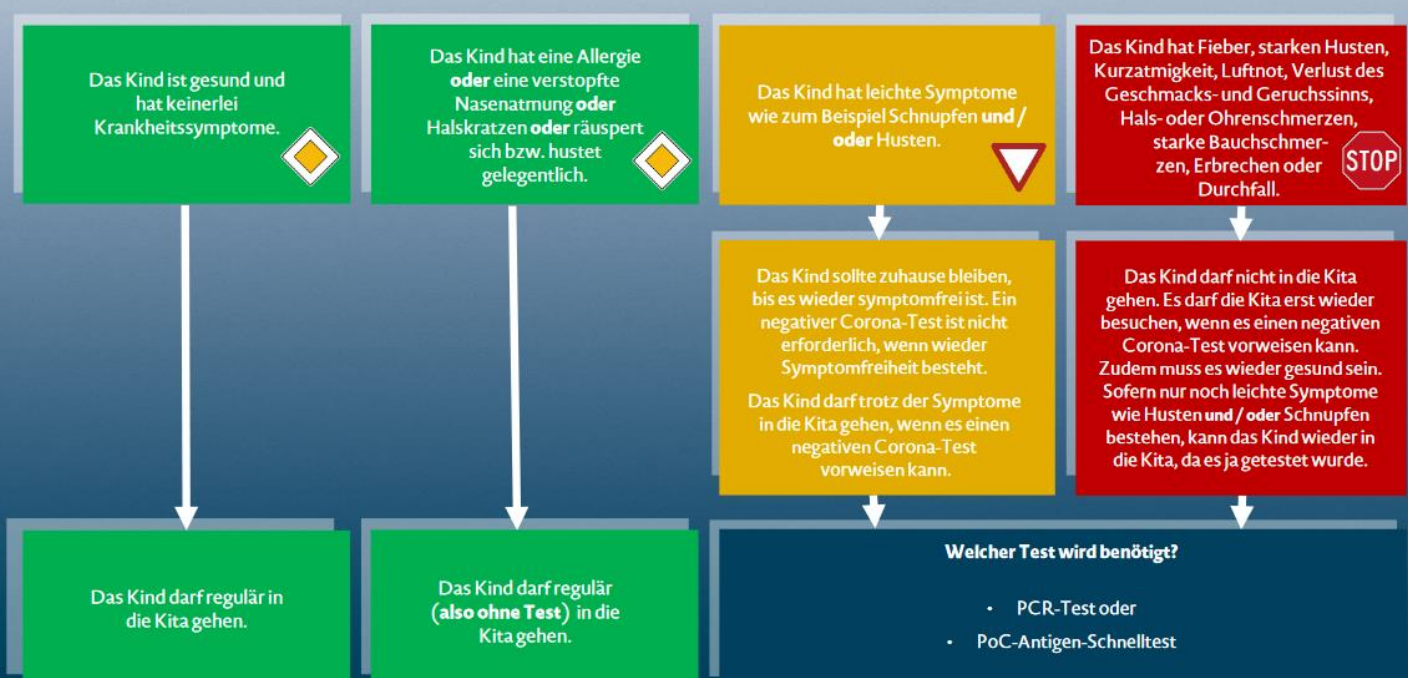 Das Kind ist gesund und
hat keinerlei
Krankheitssymptome.
Das Kind hat eine Allergie
oder eine verstopfte
Nasenatmung oder
Halskratzen oder räuspert
sich bzw. hustet
gelegentlich.
Das Kind hat leichte Symptome
wie zum Beispiel Schnupfen und /
oder Husten.
Das Kind hat Fieber, starken Husten,
Kurzatmigkeit, Luftnot, Verlust des
Geschmacks- und Geruchssinns,
Hals- oder Ohrenschmerzen,
starke Bauchschmer-
zen, Erbrechen oder
Durchfall.
STOP
Das Kind sollte zuhause bleiben,
bis es wieder symptomfrei ist. Ein
negativer Corona-Test ist nicht
erforderlich, wenn wieder
Symptomfreiheit besteht.
Das Kind darf trotz der Symptome
in die Kita gehen, wenn es einen
negativen Corona-Test
vorweisen kann.
Das Kind darf nicht in die Kita
gehen. Es darf die Kita erst wieder
besuchen, wenn es einen negativen
Corona-Test vorweisen kann.
Zudem muss es wieder gesund sein.
Sofern nur noch leichte Symptome
wie Husten und / oder Schnupfen
bestehen, kann das Kind wieder in
die Kita, da es ja getestet wurde.
Das Kind darf regulär in
die Kita gehen.
Das Kind darf regulär
(also ohne Test) in die
Kita gehen.
Welcher Test wird benötigt?
• PCR-Test oder
• PoC-Antigen-Schnelltest